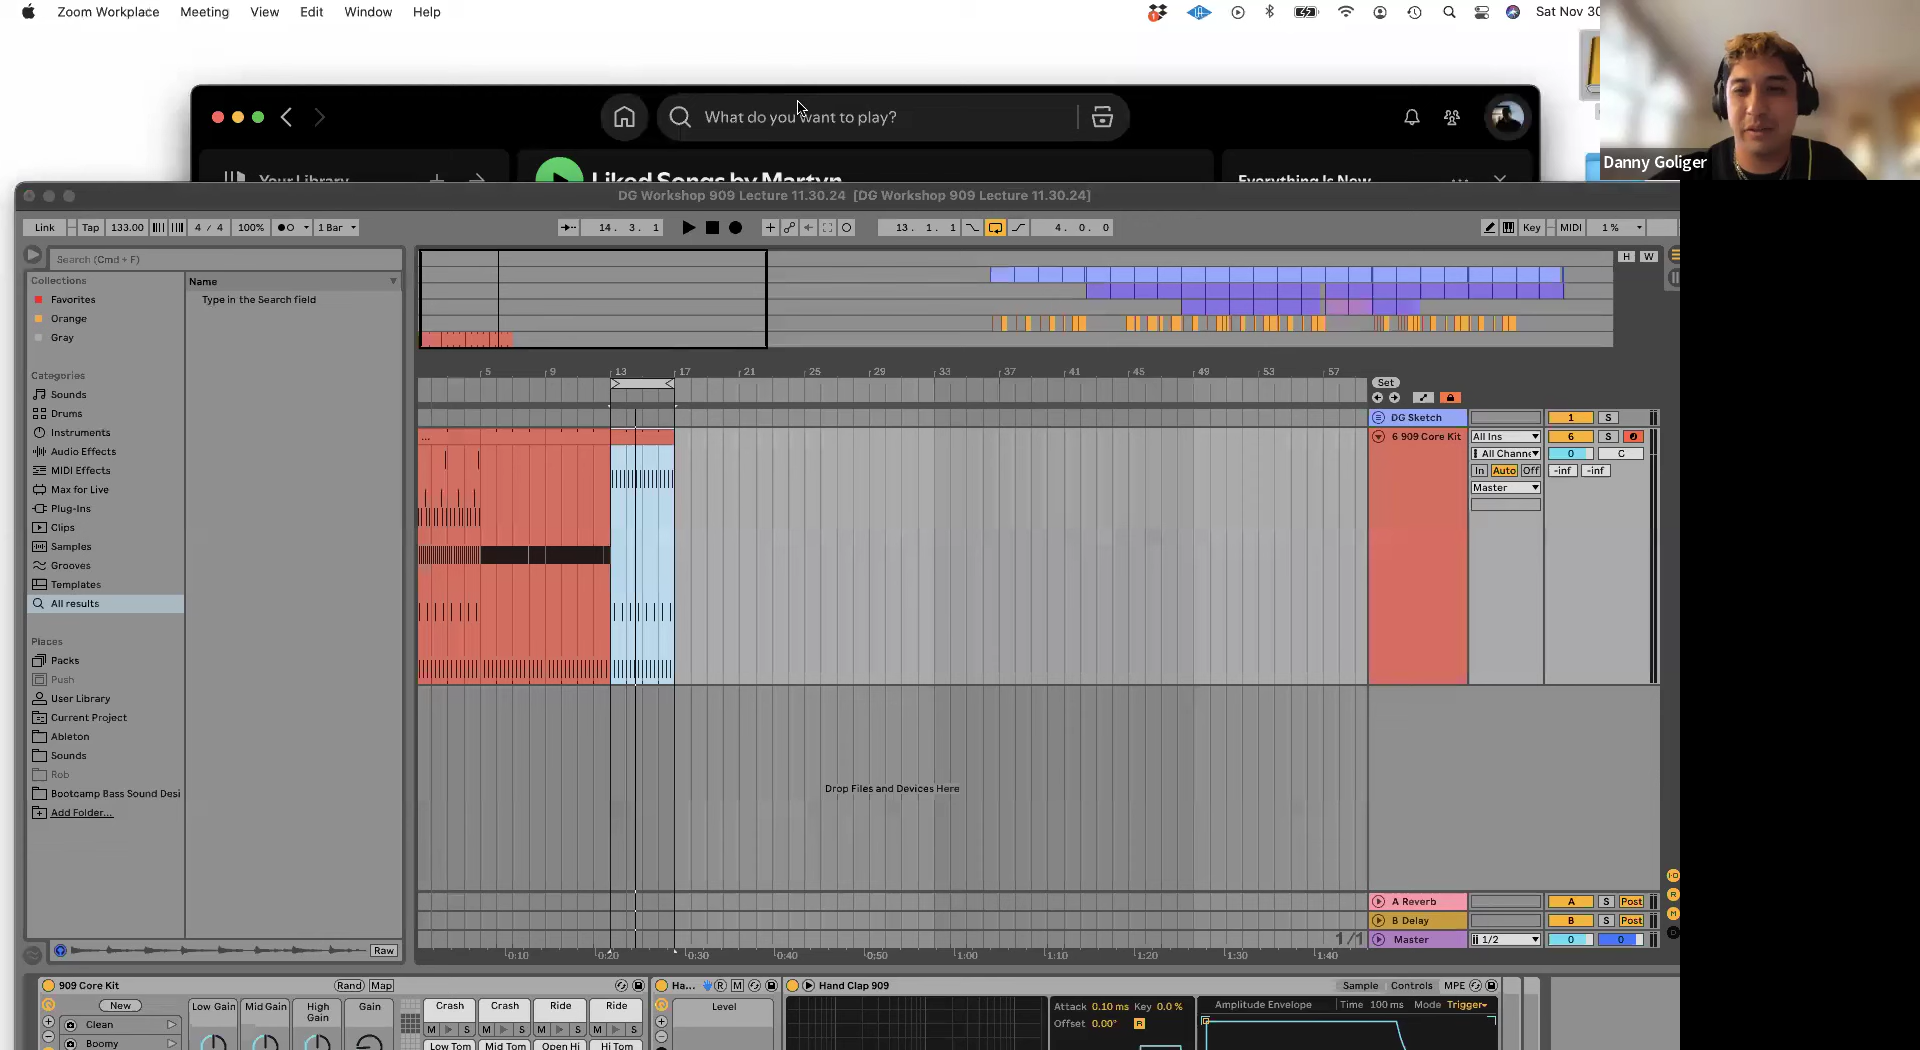 Zoom Workplace Meeting View Edit Window Help
Sat Nov 30
What do you want to play?
Danny Goliger
Your Library
Liked Songs by Martyn
Everything Is Now
DG Workshop 909 Lecture 11.30.24 [DG Workshop 909 Lecture 11.30.24]
Link Tap 133.00 4 / 4 100% 1 Bar 14. 3. 1 13. 1. 1 4. 0. 0 Key MIDI 1 %
Search (Cmd + F)
H W
Collections
Name
Favorites
Type in the Search field
Orange
Gray
Categories
Sounds
Drums
Instruments
Audio Effects
MIDI Effects
Max for Live
Plug-Ins
Clips
Samples
Grooves
Templates
All results
Places
Packs
Push
User Library
Current Project
Ableton
Sounds
Rob
Bootcamp Bass Sound Desi
Add Folder...
Raw
5 9 13 17 21 25 29 33 37 41 45 49 53 57
Set
DG Sketch 1 S
...
6 909 Core Kit All Ins 6 S
All Channe 0 C
In Auto Off -inf -inf
Master
Drop Files and Devices Here
A Reverb A S Post
B Delay B S Post
1/1
Master 1/2 0 0
0:10 0:20 0:30 0:40 0:50 1:00 1:10 1:20 1:30 1:40
909 Core Kit Rand Map
New
Clean
Boomy
Low Gain Mid Gain High Gain Gain
Crash Crash Ride Ride
M S M S M S M S
Low Tom Mid Tom Open Hi Hi Tom
Ha... R M
Level
Hand Clap 909
Sample Controls MPE
Attack 0.10 ms Key 0.0 %
Offset 0.00° R
Amplitude Envelope Time 100 ms Mode Trigger